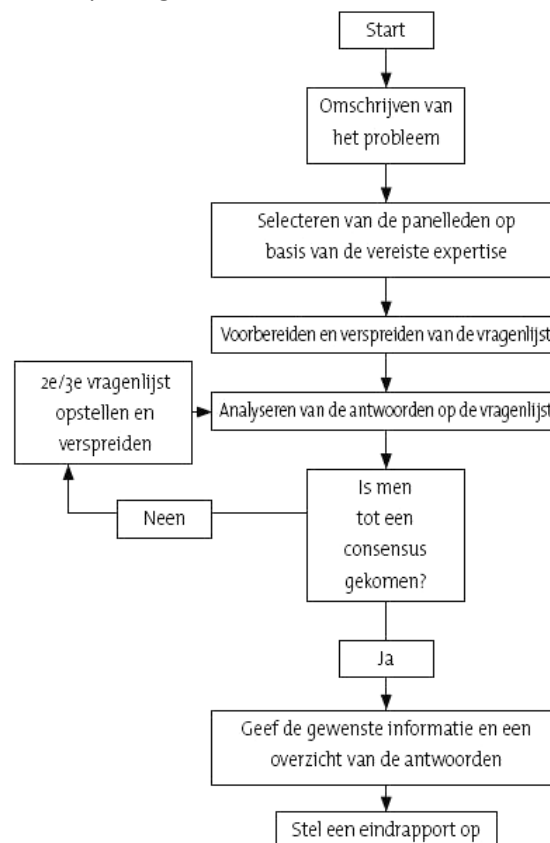 Start
Omschrijven van
het probleem
Selecteren van de panelleden op
basis van de vereiste expertise
Voorbereiden en verspreiden van de vragenlijst
2e/3e vragenlijst
opstellen en
verspreiden
Analyseren van de antwoorden op de vragenlijst
Is men
tot een
consensus
gekomen?
Neen
Ja
Geef de gewenste informatie en een
overzicht van de antwoorden
Stel een eindrapport op